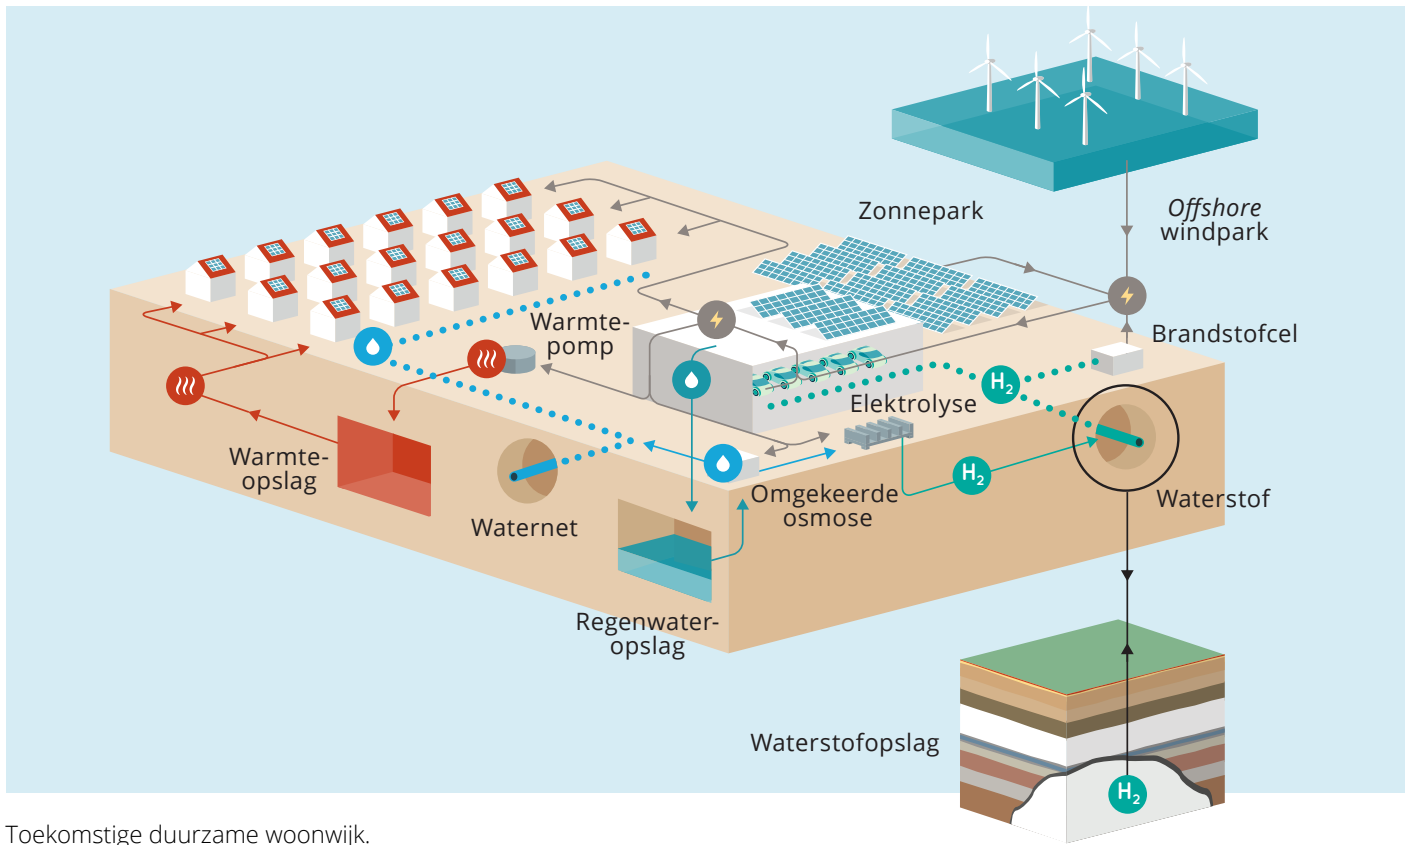 Zonnepark
Offshore
windpark
Warmte-
pomp
Brandstofcel
H2
Elektrolyse
Warmte-
opslag
H2
Omgekeerde
osmose
Waterstof
Waternet
Regenwater-
opslag
Waterstofopslag
H2
Toekomstige duurzame woonwijk.